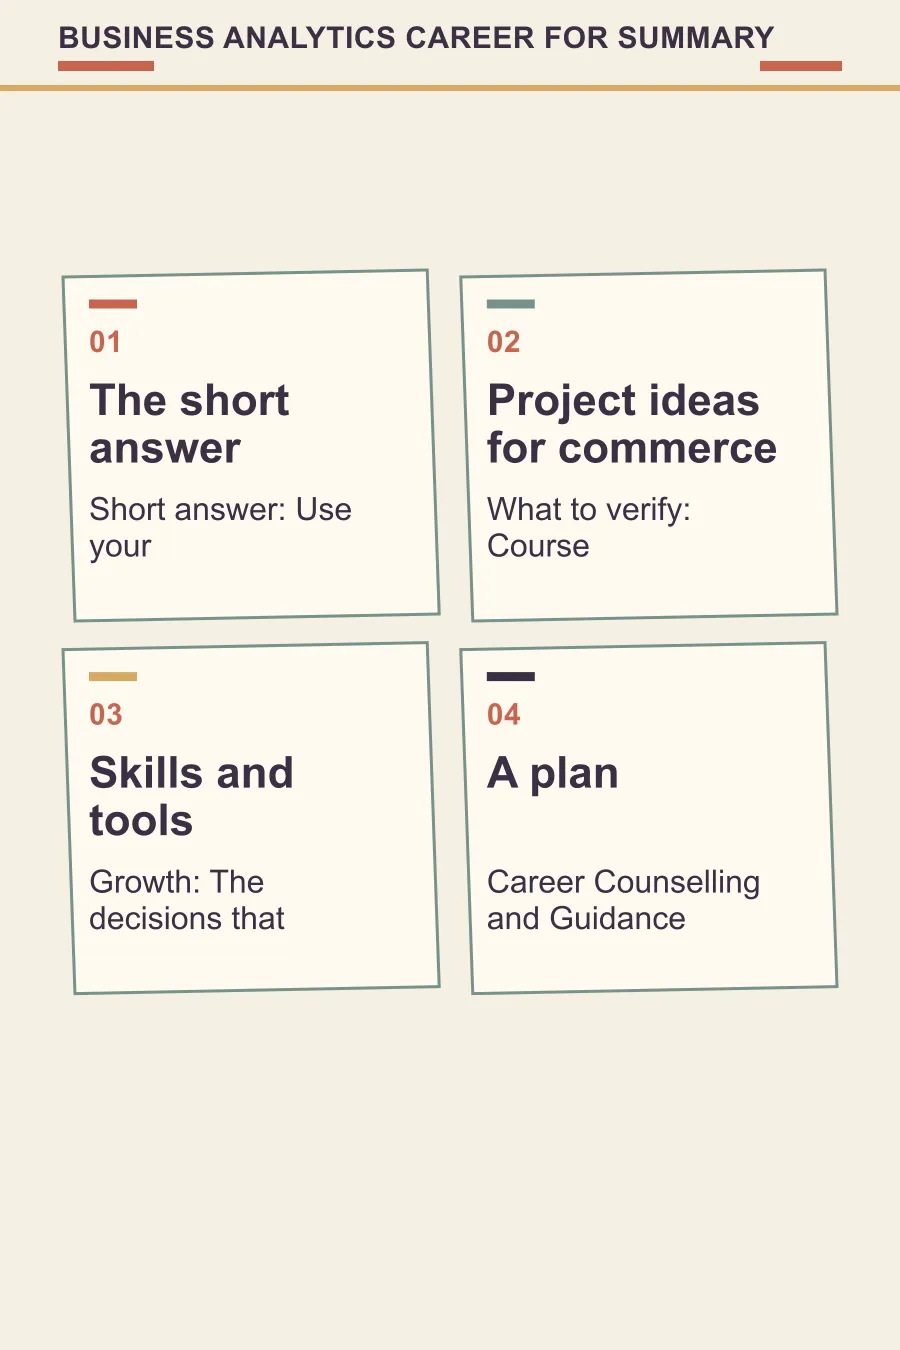 BUSINESS ANALYTICS CAREER FOR SUMMARY
01
The short
answer
Short answer: Use
your
02
Project ideas
for commerce
What to verify:
Course
03
Skills and
tools
Growth: The
decisions that
04
A plan
Career Counselling
and Guidance